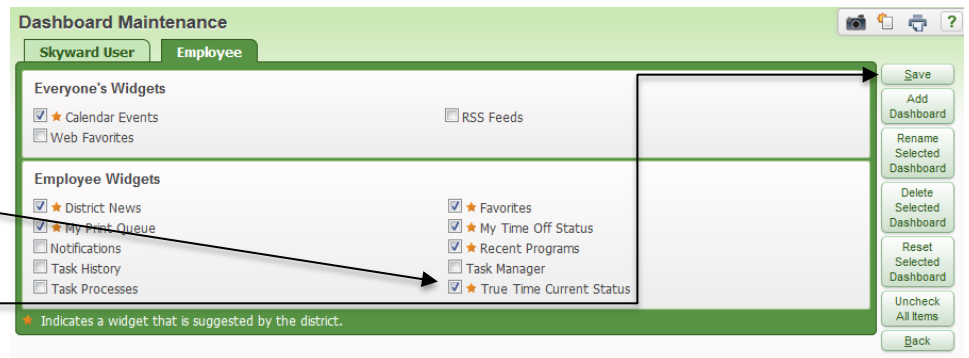 Dashboard Maintenance
?
Skyward User Employee
Everyone's Widgets
Calendar Events RSS Feeds
Web Favorites
Employee Widgets
District News Favorites
My Print Queue My Time Off Status
Notifications Recent Programs
Task History Task Manager
Task Processes True Time Current Status
Indicates a widget that is suggested by the district.
Save
Add
Dashboard
Rename
Selected
Dashboard
Delete
Selected
Dashboard
Reset
Selected
Dashboard
Uncheck
All Items
Back